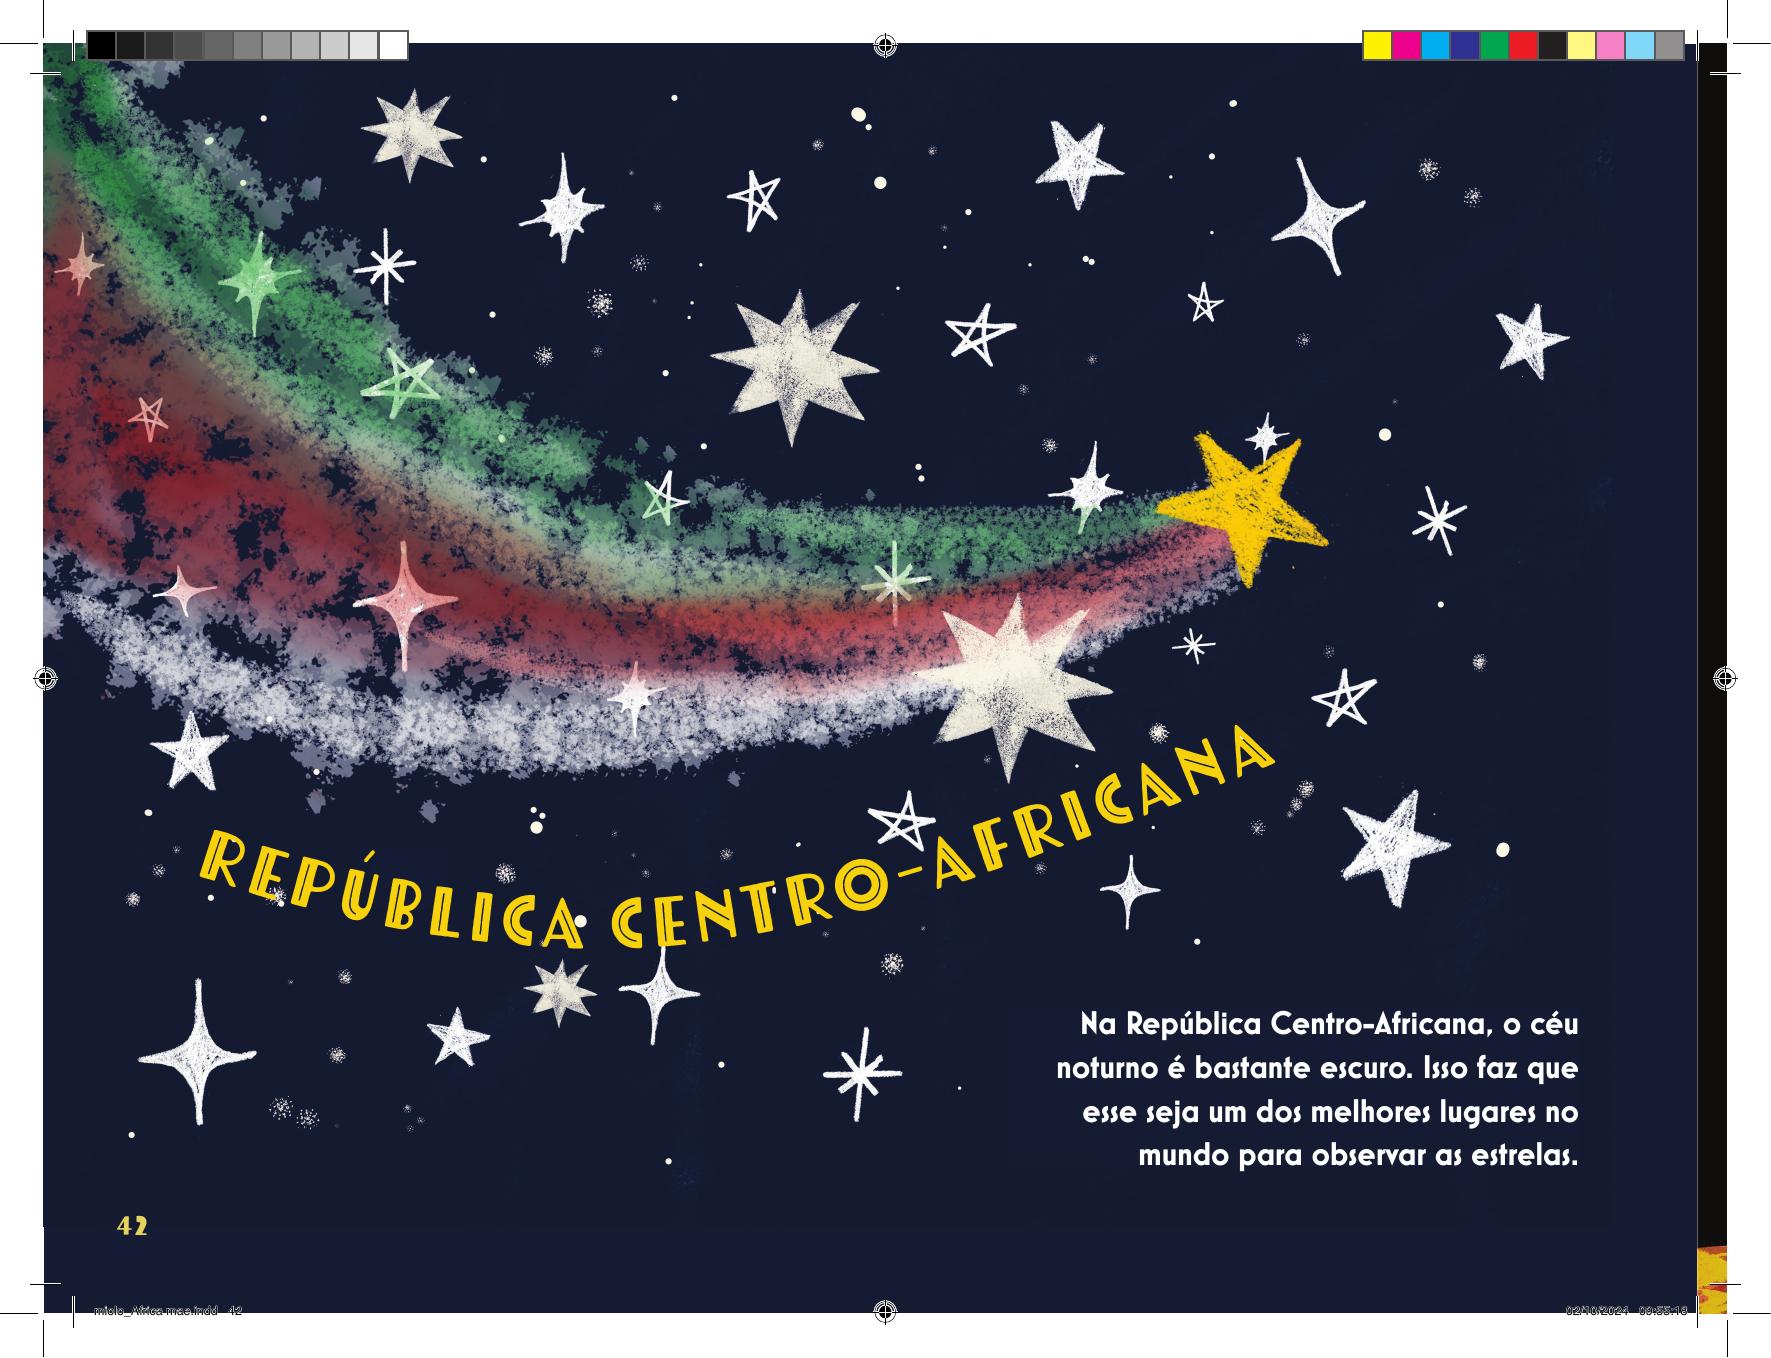 REPÚBLICA CENTRO-AFRICANA
Na República Centro-Africana, o céu
noturno é bastante escuro. Isso faz que
esse seja um dos melhores lugares no
mundo para observar as estrelas.
42
miolo_Africa mae.indd   42
02/10/2024   09:55:18